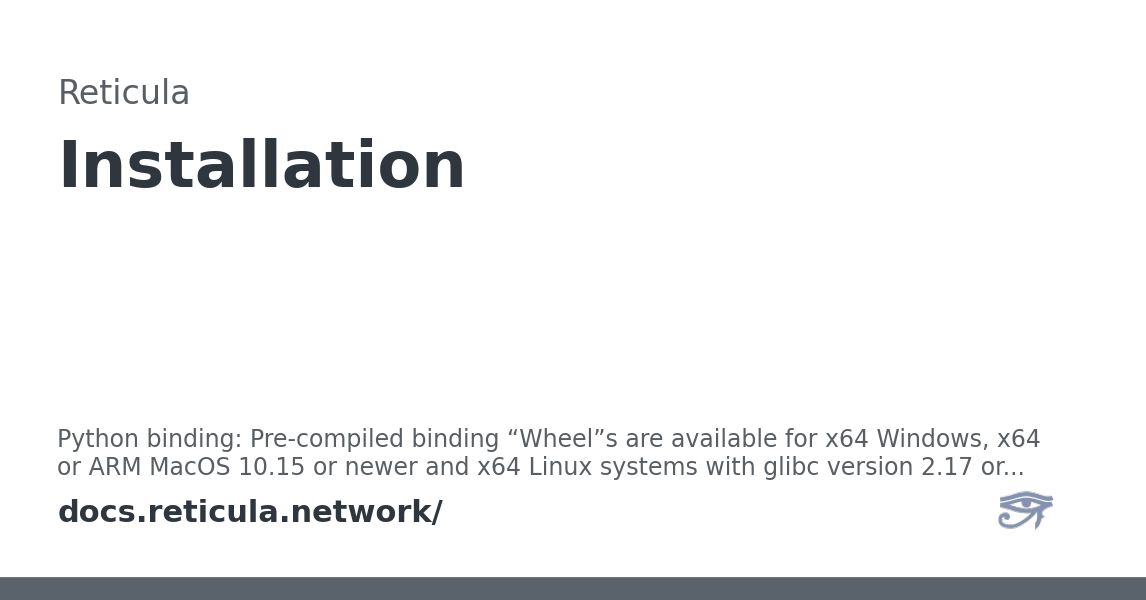 Reticula
Installation
Python binding: Pre-compiled binding “Wheel”s are available for x64 Windows, x64
or ARM MacOS 10.15 or newer and x64 Linux systems with glibc version 2.17 or...
docs.reticula.network/